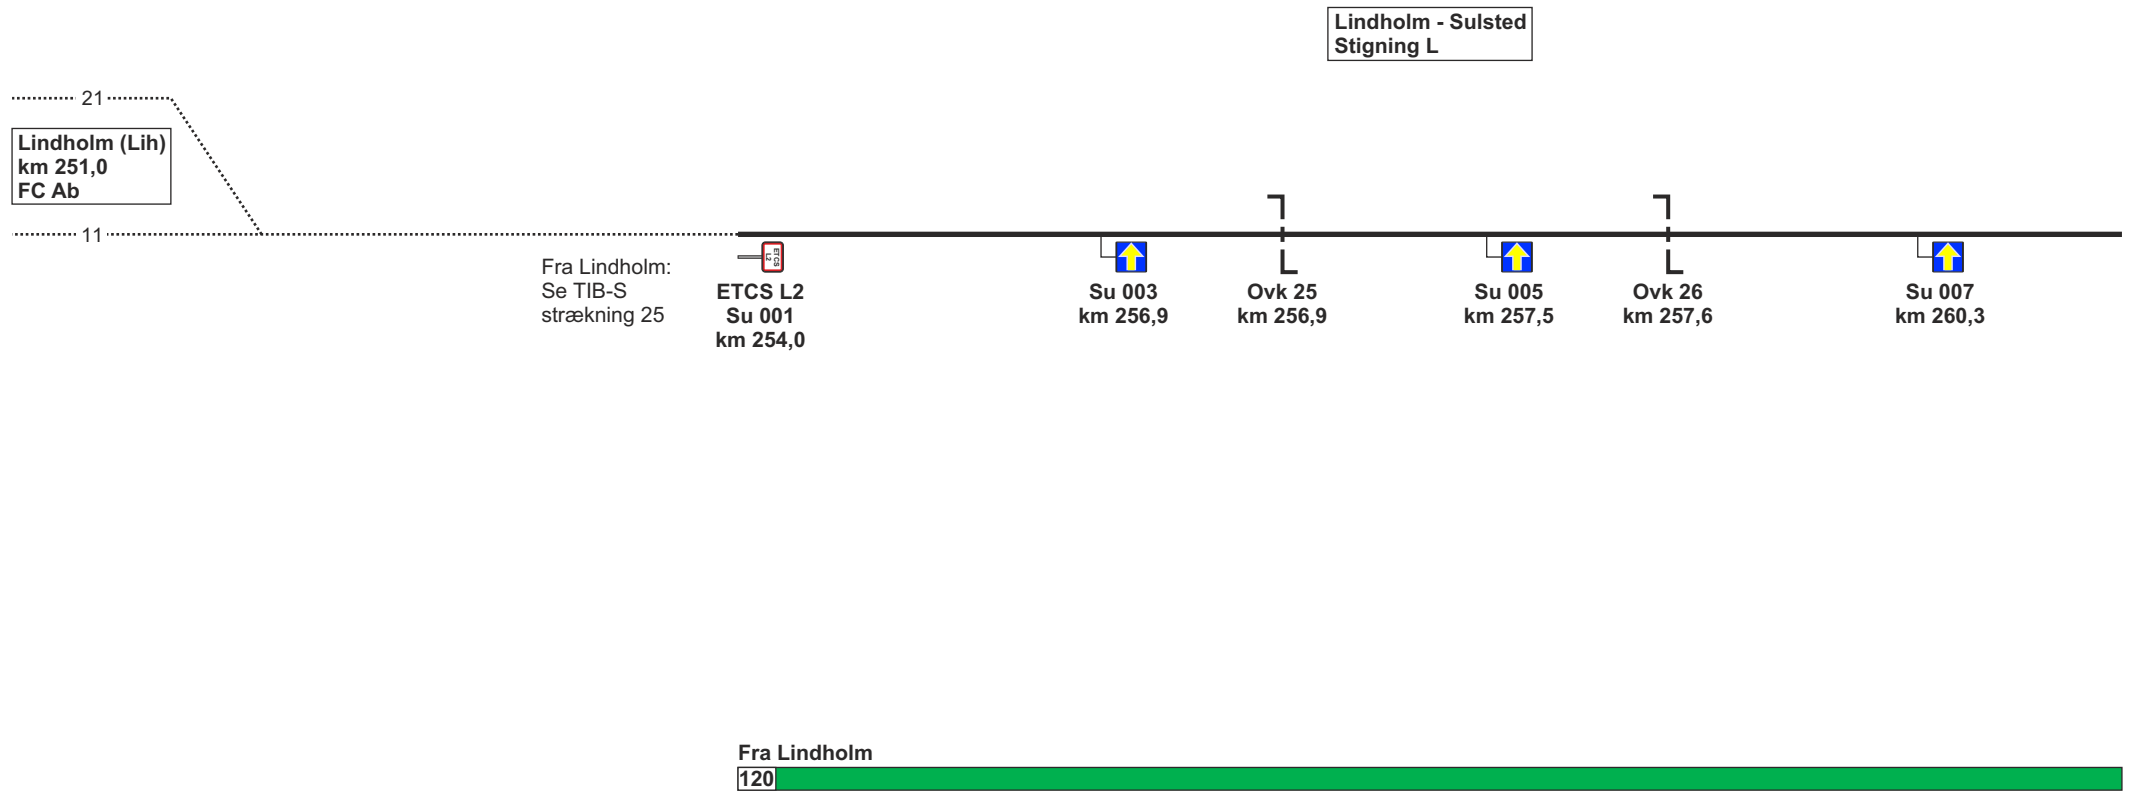 Lindholm - Sulsted
Stigning L
21
Lindholm (Lih)
km 251,0
FC Ab
11
Fra Lindholm:
Se TIB-S
strækning 25
ETCS
L2
ETCS L2
Su 001
km 254,0
Su 003
km 256,9
Ovk 25
km 256,9
Su 005
km 257,5
Ovk 26
km 257,6
Su 007
km 260,3
Fra Lindholm
120